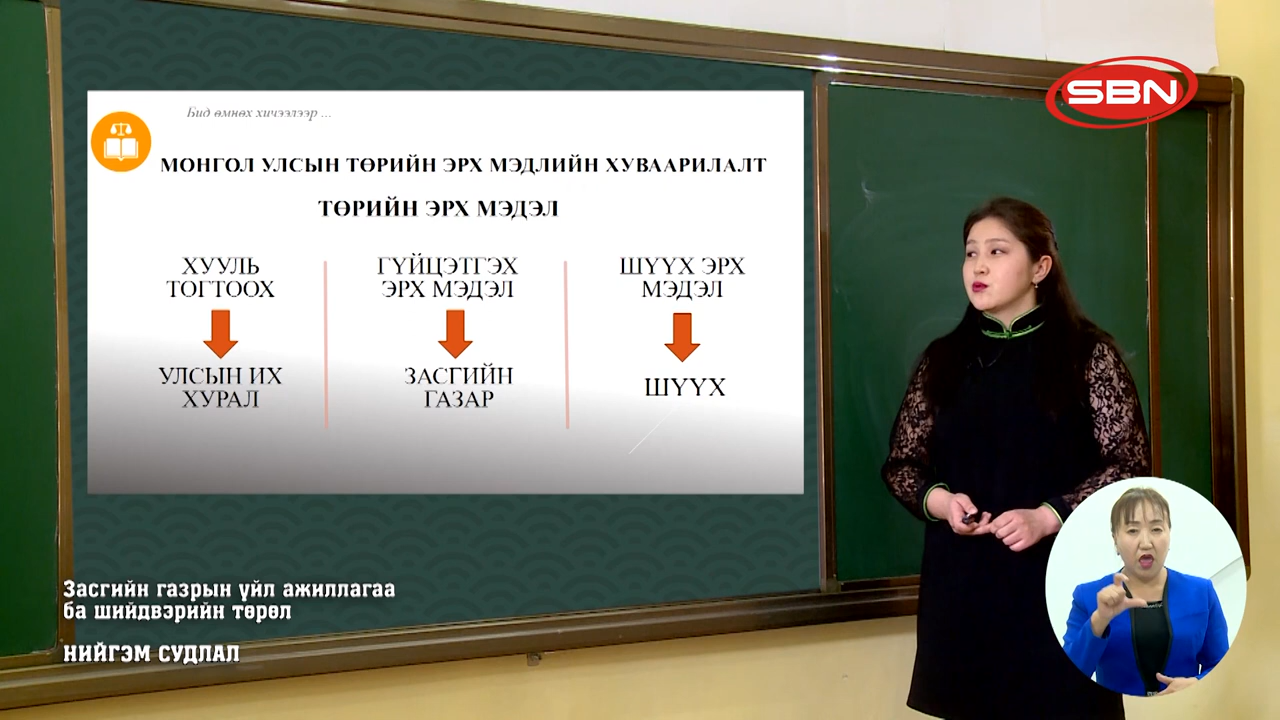 SBN
Бид өмнөх хичээлээр ...
МОНГОЛ УЛСЫН ТӨРИЙН ЭРХ МЭДЛИЙН ХУВААРИЛАЛТ
ТӨРИЙН ЭРХ МЭДЭЛ
ХУУЛЬ
ТОГТООХ
УЛСЫН ИХ
ХУРАЛ
ГҮЙЦЭТГЭХ
ЭРХ МЭДЭЛ
ЗАСГИЙН
ГАЗАР
ШҮҮХ ЭРХ
МЭДЭЛ
ШҮҮХ
Засгийн газрын үйл ажиллагаа
ба шийдвэрийн төрөл
НИЙГЭМ СУДЛАЛ